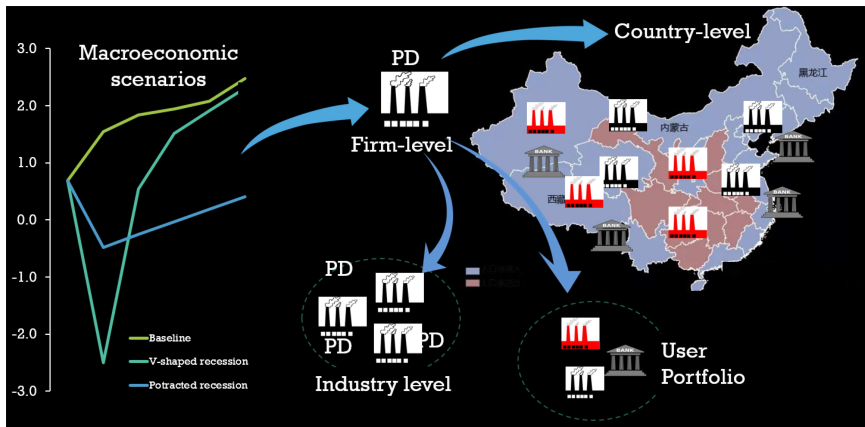 Macroeconomic
scenarios
3.0
2.0
1.0
0.0
-1.0
-2.0
-3.0
Baseline
V-shaped recession
Potracted recession
PD
Firm-level
Country-level
黑龙江
内蒙古
西藏
BANK
BANK
BANK
BANK
PD
PD
PD
Industry level
BANK
User
Portfolio